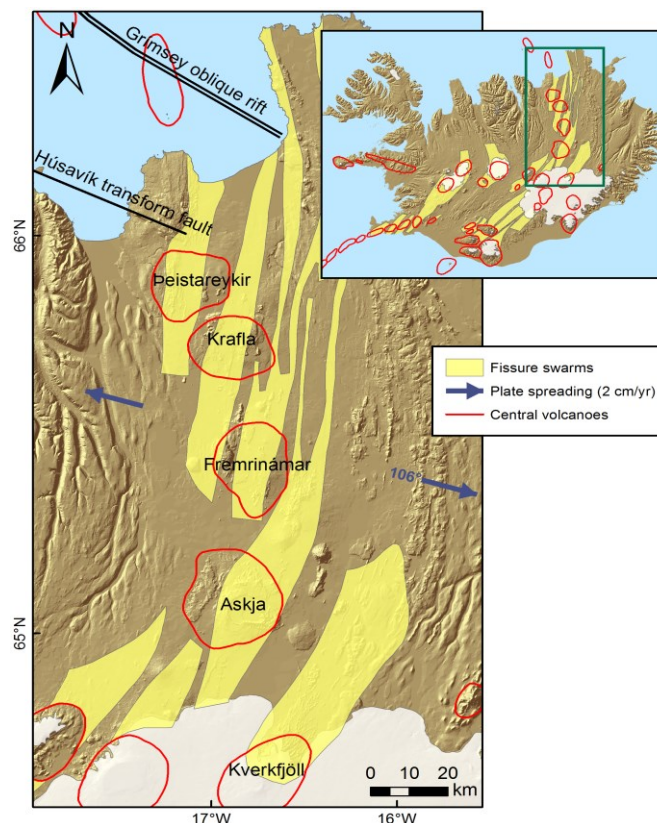 N
Grímsey oblique rift
Húsavík transform fault
66°N
Þeistareykir
Krafla
Fremrinámar
106°
Askja
65°N
Kverkfjöll
0 10 20
km
17°W
16°W
Fissure swarms
Plate spreading (2 cm/yr)
Central volcanoes